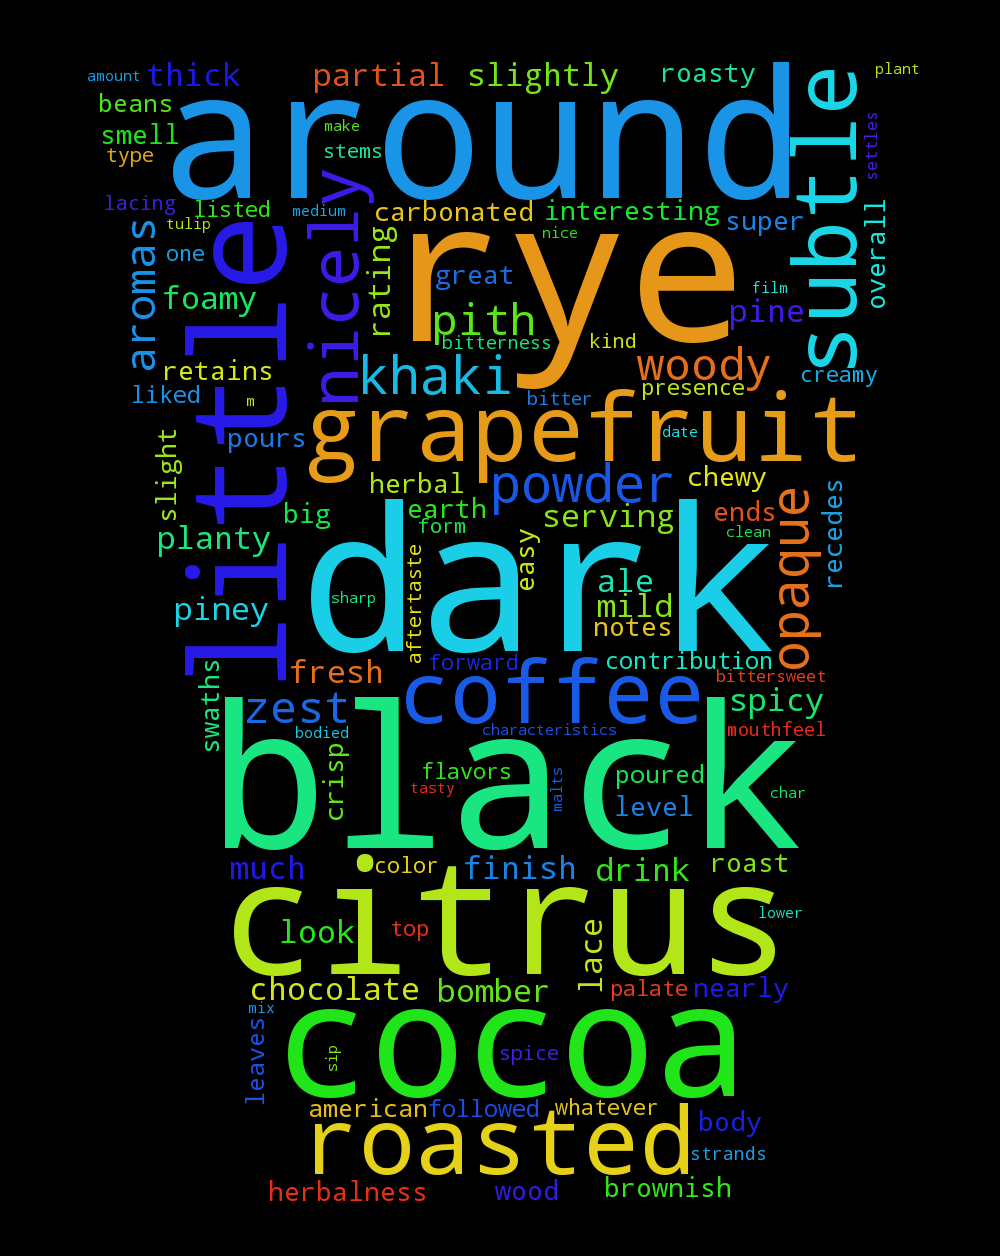 amount
thick
partial
slightly
roasty
plant
around
beans
smell
type
make
stems
subtle
settles
lacing
listed
medium
carbonated
interesting
super
tulip
nice
rye
overall
aromas
one
little
nicely
rating
great
film
foamy
pith
pine
bitterness
kind
woody
retains
khaki
presence
creamy
liked
m
bitter
grapefruit
date
slight
pours
herbal
powder
chewy
opaque
recedes
big
earth
form
serving
ends
clean
planty
dark
easy
aftertaste
ale
sharp
mild
piney
notes
fresh
forward
contribution
bittersweet
swaths
coffee
spicy
zest
bodied
characteristics
mouthfeel
black
crisp
flavors
tasty
malts
poured
char
level
much
color
finish
drink
roast
citrus
lower
look
top
lace
chocolate
bomber
palate
nearly
mix
cocoa
leaves
sip
spice
american
followed
whatever
roasted
body
strands
herbalness
wood
brownish